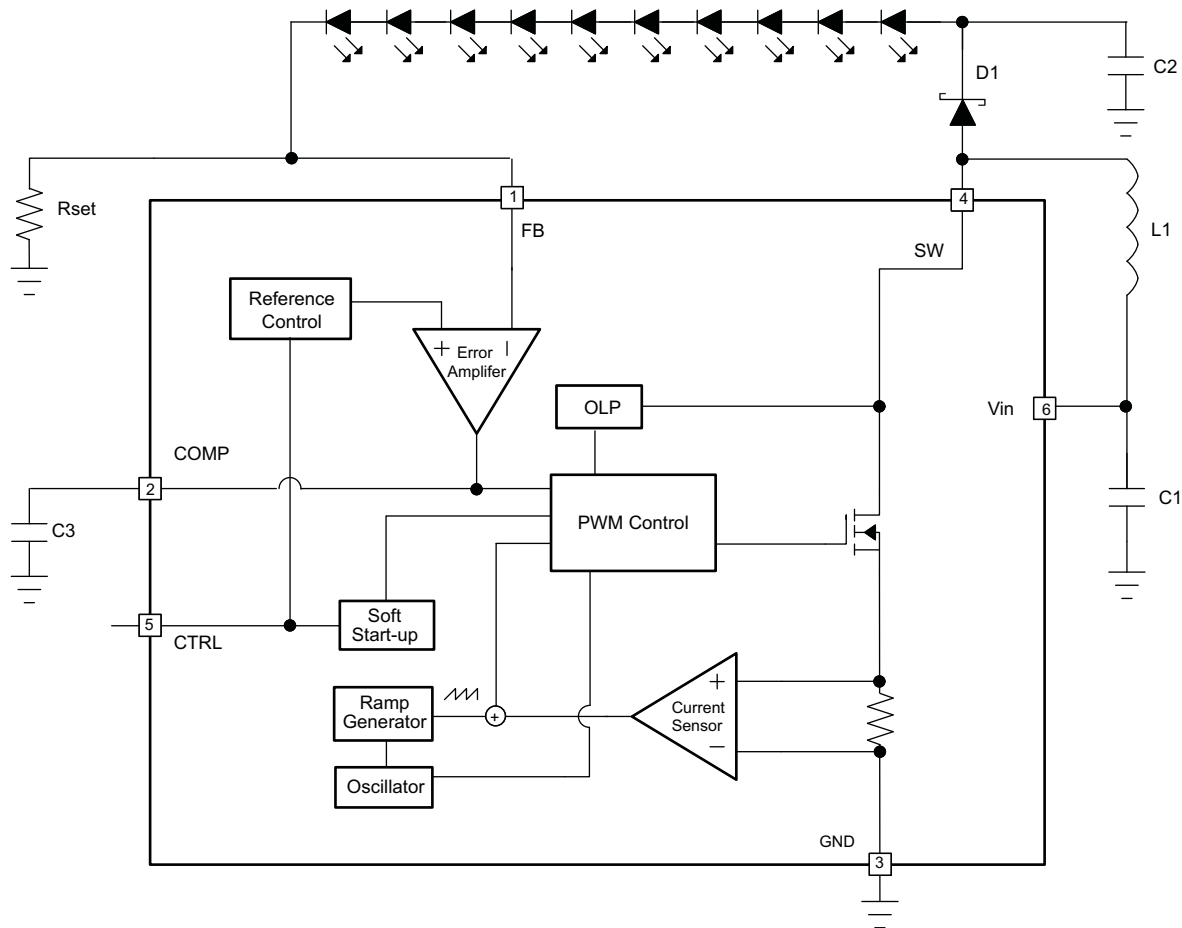 D1
C2
Rset
1
4
FB
SW
L1
Reference
Control
+
Error
Amplifer
OLP
Vin
6
COMP
2
PWM Control
C1
C3
5
CTRL
Soft
Start-up
Ramp
Generator
+
+
Current
Sensor
−
Oscillator
GND
3